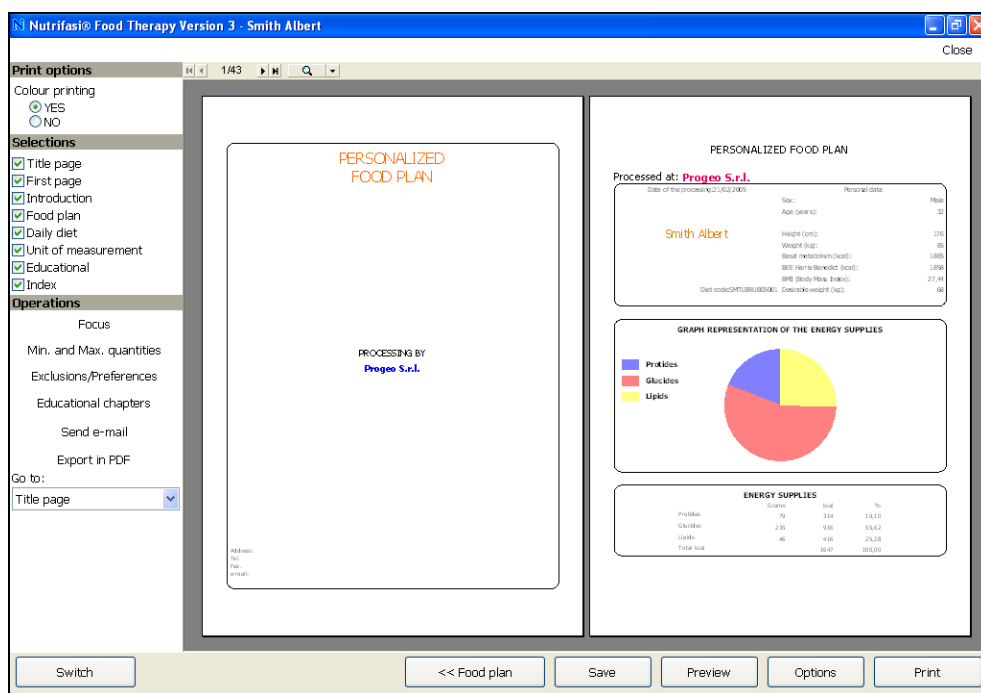 Nutrifasi® Food Therapy Version 3 - Smith Albert
Close
Print options
1/43
Colour printing
YES
NO
Selections
Title page
First page
Introduction
Food plan
Daily diet
Unit of measurement
Educational
Index
Operations
Focus
Min. and Max. quantities
Exclusions/Preferences
Educational chapters
Send e-mail
Export in PDF
Go to:
Title page
PERSONALIZED
FOOD PLAN
PROCESSING BY
Progeo S.r.l.
Address:
Tel.
Fax.
e-mail:
PERSONALIZED FOOD PLAN
Processed at: Progeo S.r.l.
Date of the processing:21/02/2005 Personal data
Sex: Male
Age (years): 32
Smith Albert Height (cm): 176
Weight (kg): 85
Basal metabolism (kcal): 1865
BEE Harris-Benedict (kcal): 1858
BMI (Body Mass Index): 27,44
Diet code: Desirable weight (kg): 68
GRAPH REPRESENTATION OF THE ENERGY SUPPLIES
Protides
Glucides
Lipids
ENERGY SUPPLIES
Grams kcal %
Protides 79 314 19,10
Glucides 235 916 55,62
Lipids 46 416 25,28
Total kcal 1647 100,00
Switch << Food plan Save Preview Options Print